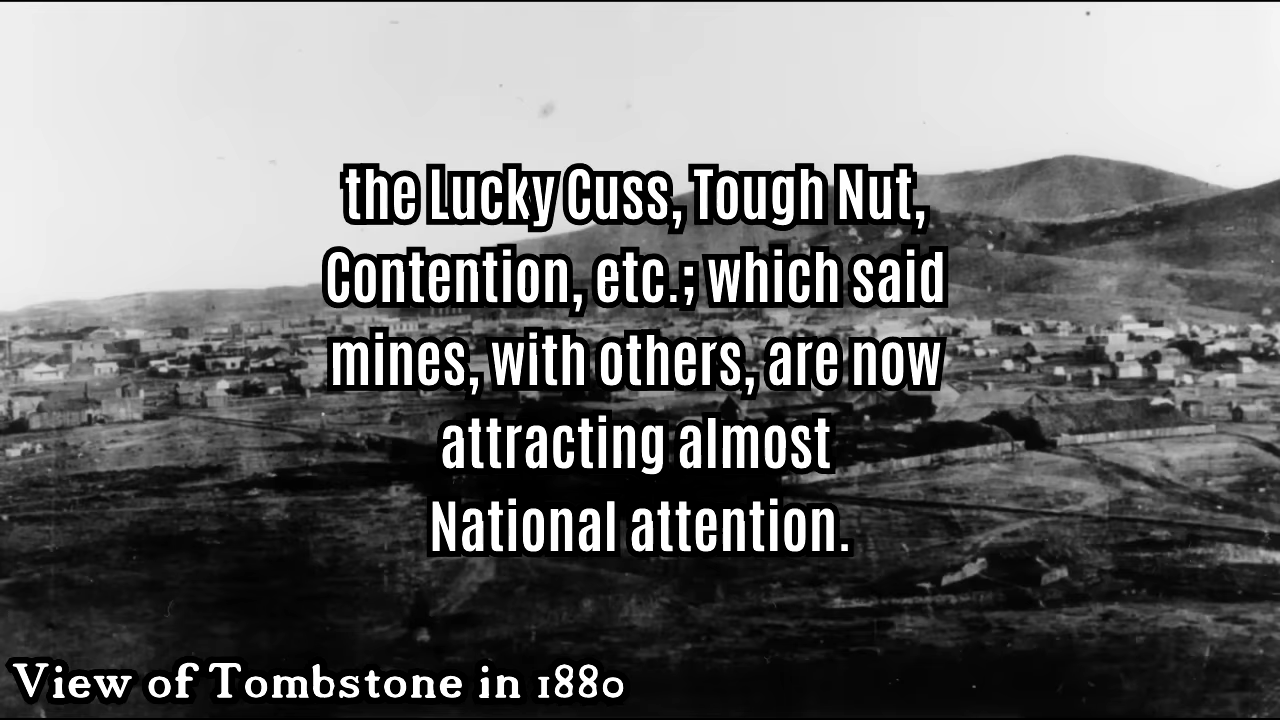 the Lucky Cuss, Tough Nut,
Contention, etc.; which said
mines, with others, are now
attracting almost
National attention.
View of Tombstone in 1880